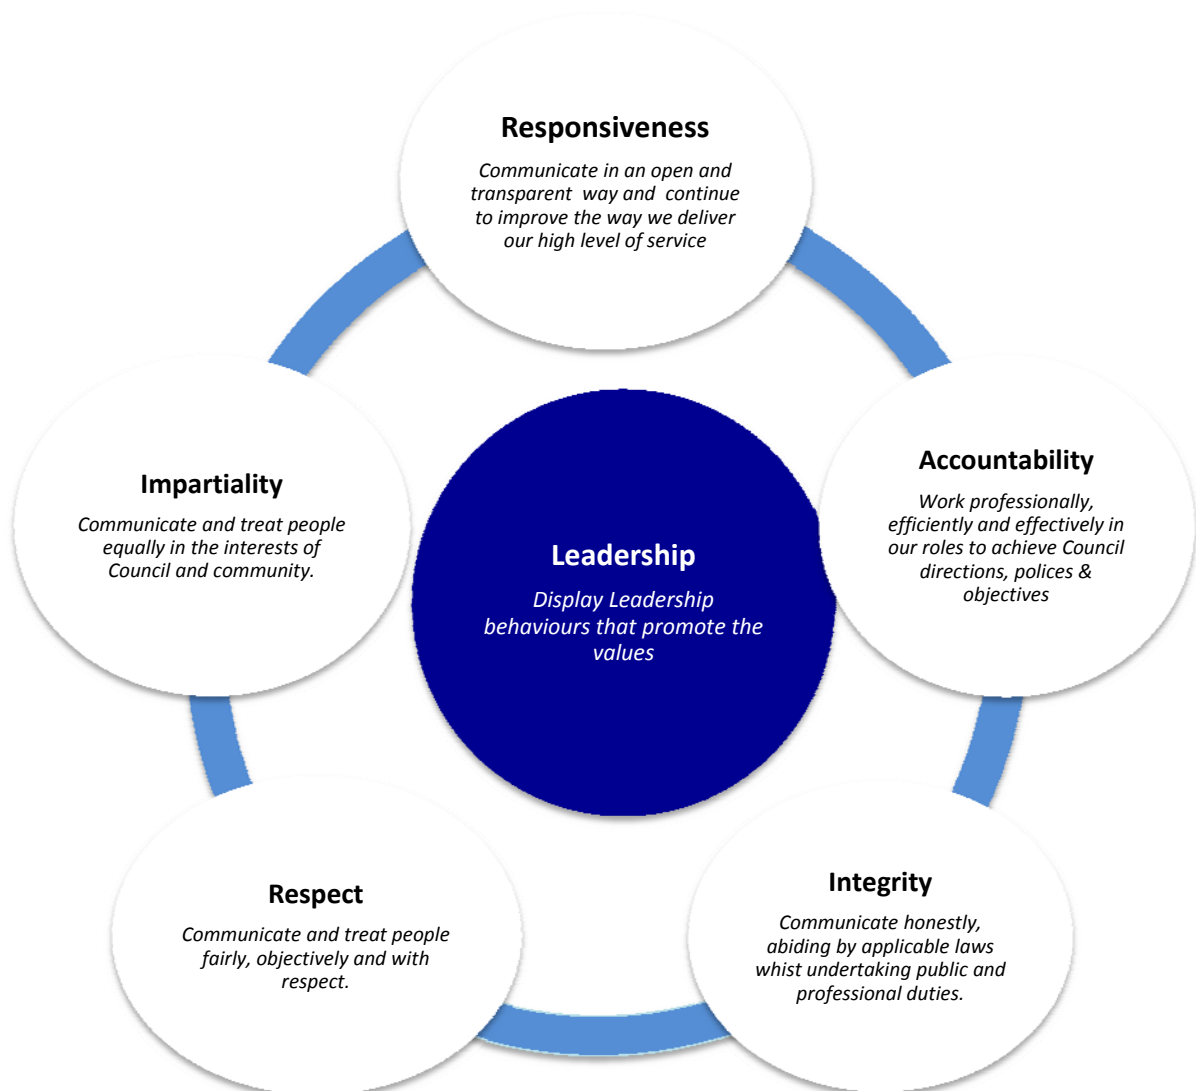 Responsiveness
Communicate in an open and
transparent  way and  continue
to improve the way we deliver
our high level of service
Accountability
Work professionally,
efficiently and effectively in
our roles to achieve Council
directions, polices &
objectives
Integrity
Communicate honestly,
abiding by applicable laws
whist undertaking public and
professional duties.
Respect
Communicate and treat people
fairly, objectively and with
respect.
Impartiality
Communicate and treat people
equally in the interests of
Council and community.
Leadership
Display Leadership
behaviours that promote the
values